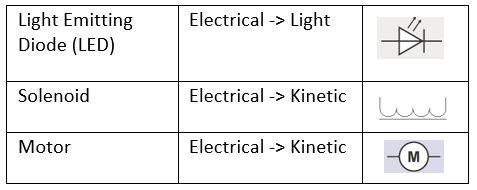 Light Emitting Electrical -> Light
Diode (LED)
Solenoid Electrical -> Kinetic
Motor Electrical -> Kinetic M